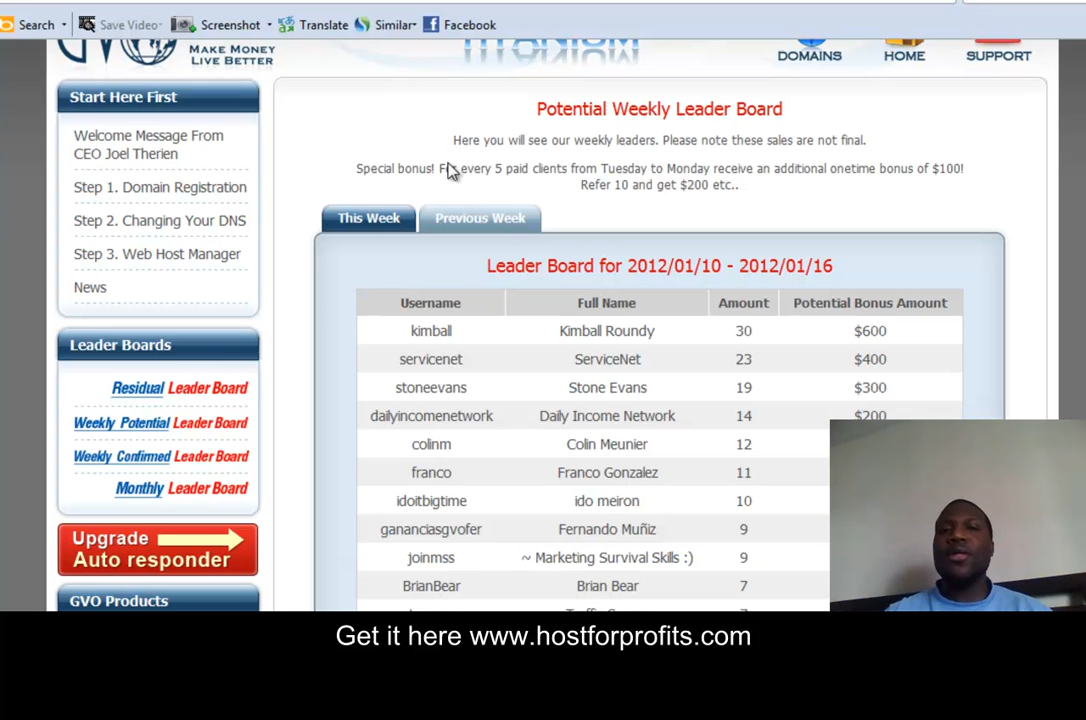 Search
Save Video
Screenshot
Translate
Similar
Facebook
GVO
MAKE MONEY
LIVE BETTER
TITANIUM
DOMAINS
HOME
SUPPORT
Start Here First
Welcome Message From
CEO Joel Therien
Step 1. Domain Registration
Step 2. Changing Your DNS
Step 3. Web Host Manager
News
Leader Boards
Residual Leader Board
Weekly Potential Leader Board
Weekly Confirmed Leader Board
Monthly Leader Board
Upgrade
Auto responder
GVO Products
Potential Weekly Leader Board
Here you will see our weekly leaders. Please note these sales are not final.
Special bonus! For every 5 paid clients from Tuesday to Monday receive an additional onetime bonus of $100!
Refer 10 and get $200 etc..
This Week Previous Week
Leader Board for 2012/01/10 - 2012/01/16
Username Full Name Amount Potential Bonus Amount
kimball Kimball Roundy 30 $600
servicenet ServiceNet 23 $400
stoneevans Stone Evans 19 $300
dailyincomenetwork Daily Income Network 14 $200
colinm Colin Meunier 12
franco Franco Gonzalez 11
idoitbigtime ido meiron 10
gananciasgvofer Fernando Muñiz 9
joinmss ~ Marketing Survival Skills :) 9
BrianBear Brian Bear 7
Get it here www.hostforprofits.com